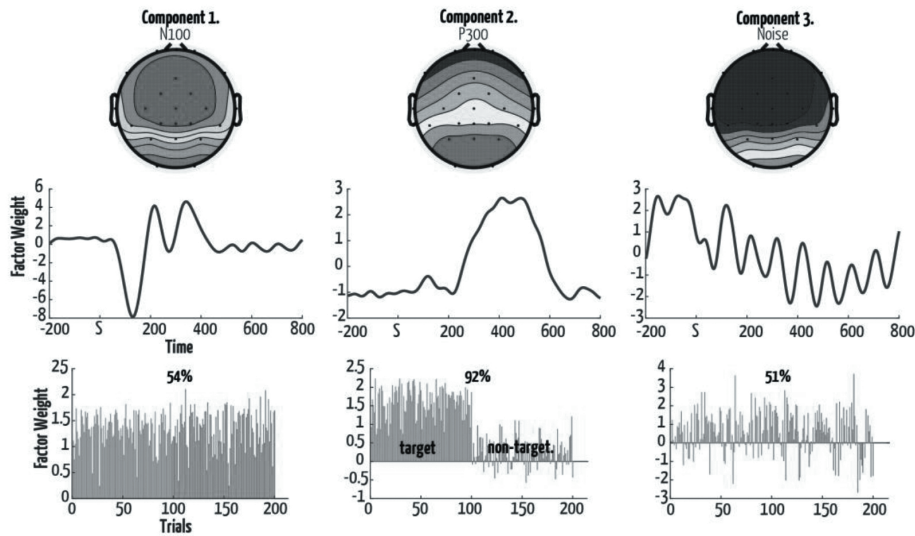 Component 1.
N100
Component 2.
P300
Component 3.
Noise
Factor Weight
6
4
2
0
-2
-4
-6
-8
-200 S 200 400 600 800
Time
3
2
1
0
-1
-2
-200 S 200 400 600 800
3
2
1
0
-1
-2
-3
-200 S 200 400 600 800
Factor Weight
2.5
2
1.5
1
0.5
0
54%
0 50 100 150 200
Trials
2.5
2
1.5
1
0.5
0
-0.5
-1
92%
target non-target.
0 50 100 150 200
4
3
2
1
0
-1
-2
-3
51%
0 50 100 150 200